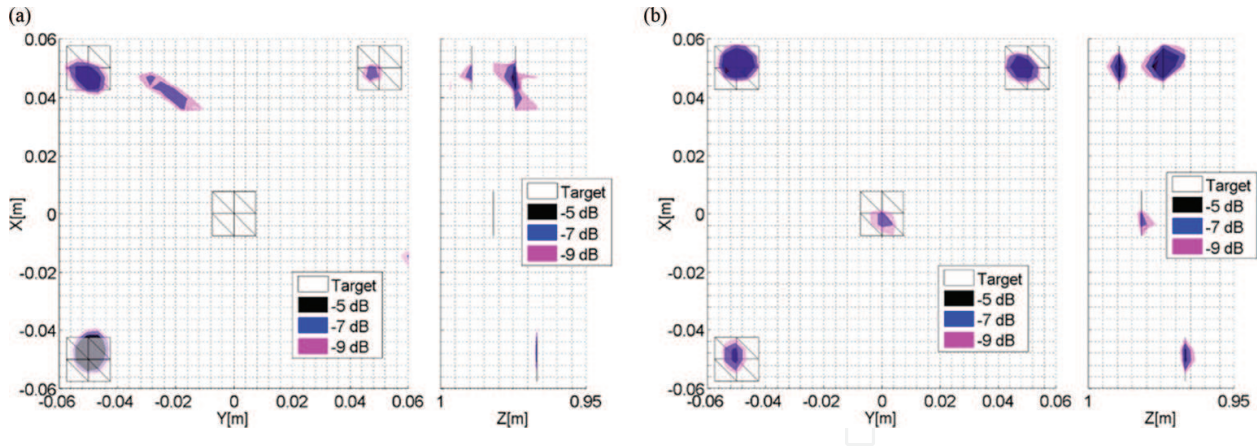 (a)
0.06
0.04
0.02
0
-0.02
-0.04
-0.06
X[m]
-0.06 -0.04 -0.02 0 0.02 0.04 0.06
Y[m]
Target
-5 dB
-7 dB
-9 dB
Target
-5 dB
-7 dB
-9 dB
1 0.95
Z[m]
(b)
0.06
0.04
0.02
0
-0.02
-0.04
-0.06
X[m]
-0.06 -0.04 -0.02 0 0.02 0.04 0.06
Y[m]
Target
-5 dB
-7 dB
-9 dB
Target
-5 dB
-7 dB
-9 dB
1 0.95
Z[m]